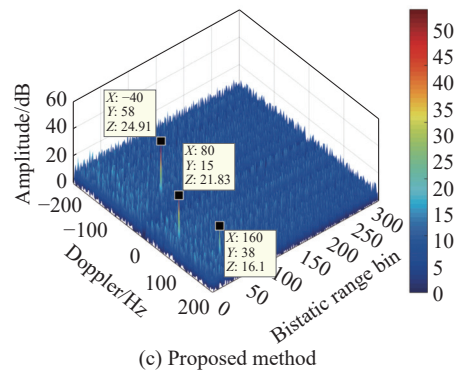 60
40
20
0
Amplitude/dB
X: −40
Y: 58
Z: 24.91
X: 80
Y: 15
Z: 21.83
X: 160
Y: 38
Z: 16.1
−200
−100
0
100
200
Doppler/Hz
0
50
100
150
200
250
300
Bistatic range bin
50
45
40
35
30
25
20
15
10
5
0
(c) Proposed method